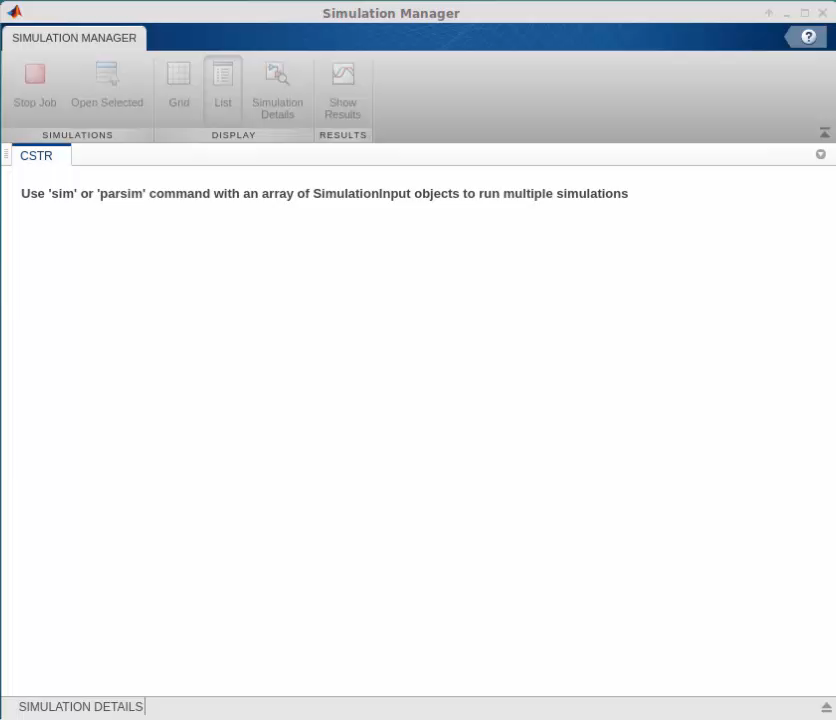 Simulation Manager
SIMULATION MANAGER
?
Stop Job
Open Selected
Grid
List
Simulation
Details
Show
Results
SIMULATIONS
DISPLAY
RESULTS
CSTR
Use 'sim' or 'parsim' command with an array of SimulationInput objects to run multiple simulations
SIMULATION DETAILS